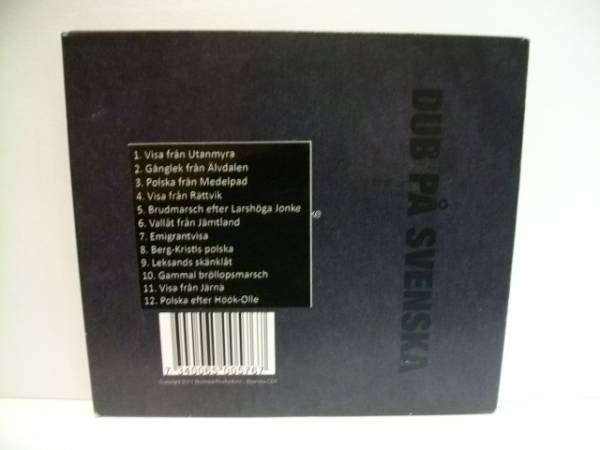 DUB PÅ SVENSKA
1. Visa från Utanmyra
2. Gånglek från Älvdalen
3. Polska från Medelpad
4. Visa från Rättvik
5. Brudmarsch efter Larshöga Jonke
6. Vallåt från Jämtland
7. Emigrantvisa
8. Berg-Kristis polska
9. Leksands skänklåt
10. Gammal bröllopsmarsch
11. Visa från Järna
12. Polska efter Höök-Olle
Copyright 2011